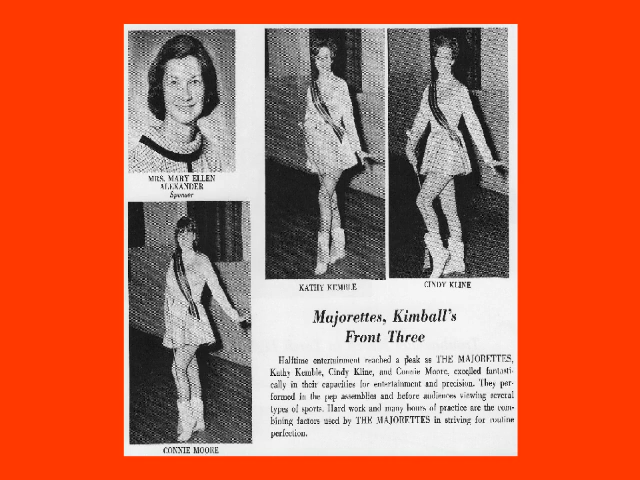 MRS. MARY ELLEN
ALEXANDER
Sponsor
KATHY KEMBLE
CINDY KLINE
CONNIE MOORE
Majorettes, Kimball's
Front Three
Halftime entertainment reached a peak as THE MAJORETTES,
Kathy Kemble, Cindy Kline, and Connie Moore, excelled fantasti-
cally in their capacities for entertainment and precision. They per-
formed in the pep assemblies and before audiences viewing several
types of sports. Hard work and many hours of practice are the com-
bining factors used by THE MAJORETTES in striving for routine
perfection.